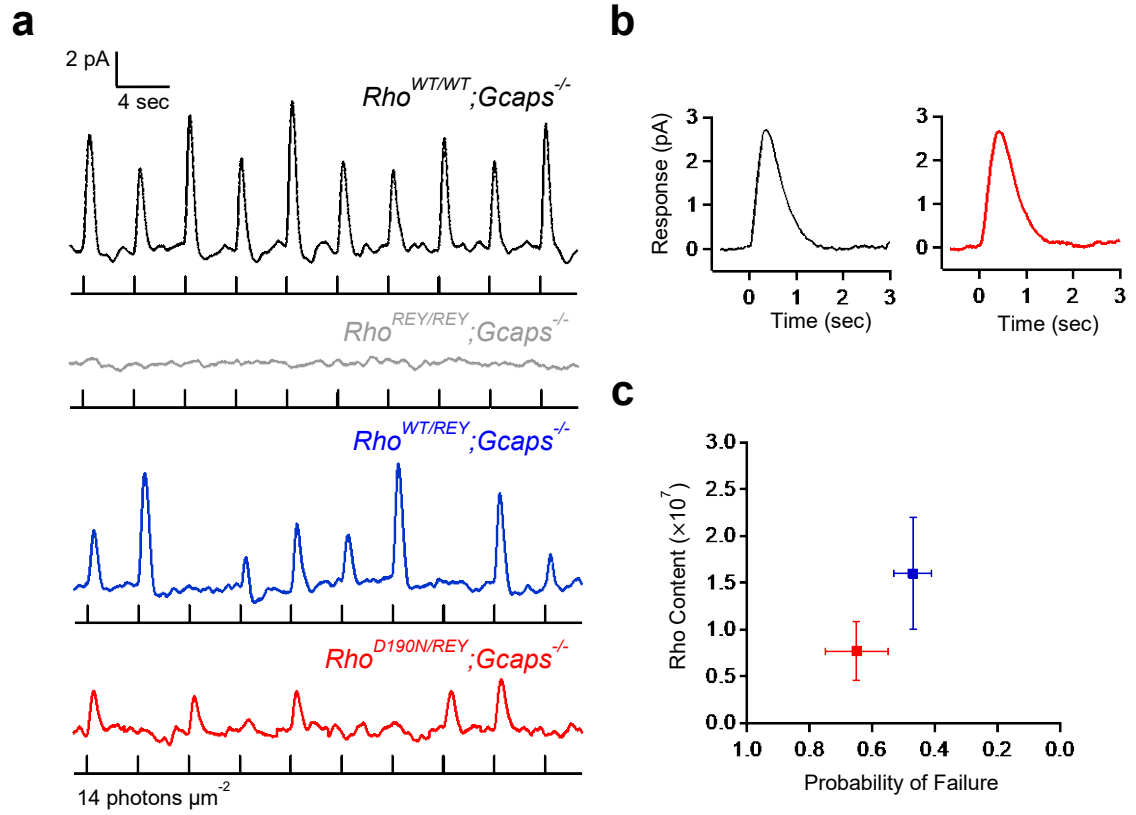 a
2 pA
4 sec
Rho^WT/WT;Gcaps^-/-
Rho^REY/REY;Gcaps^-/-
Rho^WT/REY;Gcaps^-/-
Rho^D190N/REY;Gcaps^-/-
14 photons µm^-2
b
Response (pA)
3
2
1
0
0 1 2 3
Time (sec)
3
2
1
0
0 1 2 3
Time (sec)
c
Rho Content (×10^7)
3.0
2.5
2.0
1.5
1.0
0.5
0.0
1.0 0.8 0.6 0.4 0.2 0.0
Probability of Failure